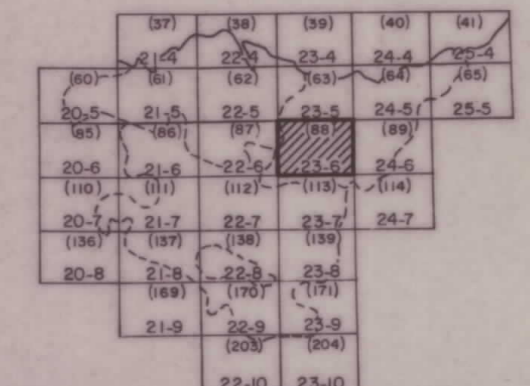 (37) (38) (39) (40) (41)
21-4 22-4 23-4 24-4 25-4
(60) (61) (62) (63) (64) (65)
20-5 21-5 22-5 23-5 24-5 25-5
(85) (86) (87) (88) (89)
20-6 21-6 22-6 23-6 24-6
(110) (111) (112) (113) (114)
20-7 21-7 22-7 23-7 24-7
(136) (137) (138) (139)
20-8 21-8 22-8 23-8
(169) (170) (171)
21-9 22-9 23-9
(203) (204)
22-10 23-10